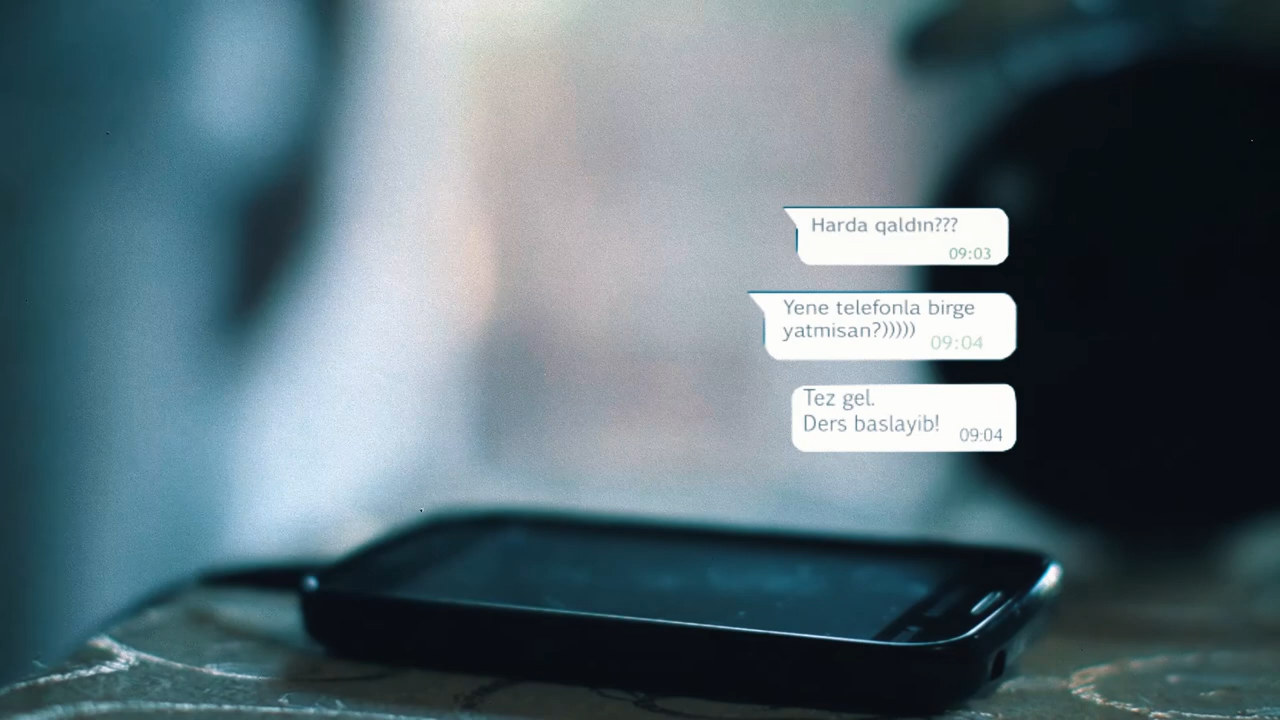 Harda qaldın???
09:03
Yene telefonla birge
yatmisan?)))))
09:04
Tez gel.
Ders baslayib!
09:04